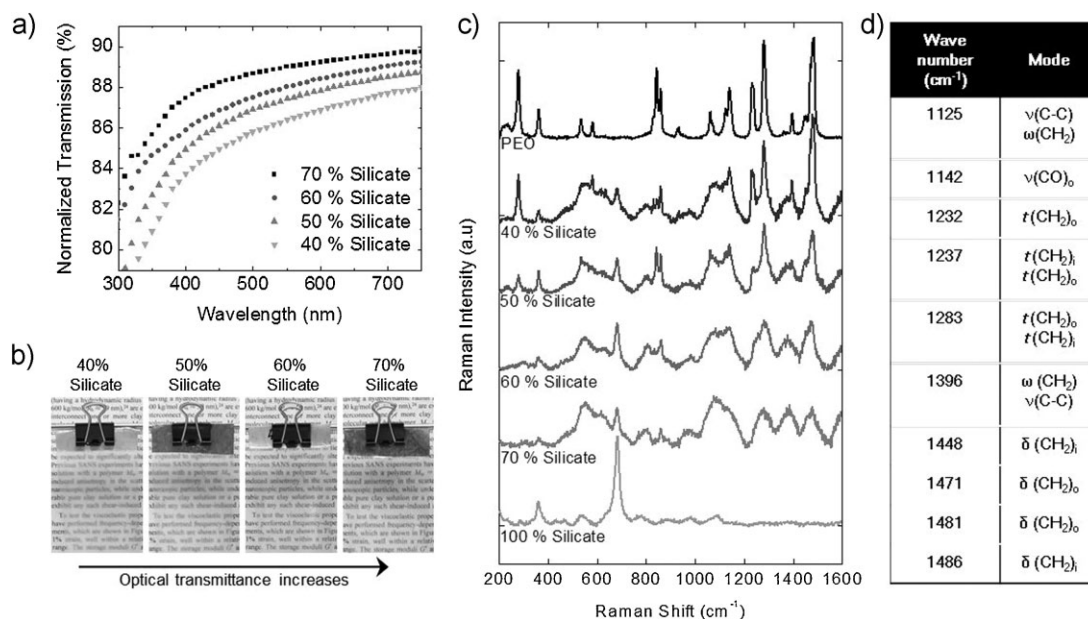 a)
Normalized Transmission (%)
90
88
86
84
82
80
70 % Silicate
60 % Silicate
50 % Silicate
40 % Silicate
300
400
500
600
700
Wavelength (nm)
b)
40%
Silicate
50%
Silicate
60%
Silicate
70%
Silicate
Optical transmittance increases
c)
Raman Intensity (a.u)
PEO
40 % Silicate
50 % Silicate
60 % Silicate
70 % Silicate
100 % Silicate
200 400 600 800 1000 1200 1400 1600
Raman Shift (cm⁻¹)
d)
Wave number (cm⁻¹) Mode
1125 ν(C-C)
ω(CH₂)
1142 ν(CO)ₒ
1232 t(CH₂)ₒ
1237 t(CH₂)ᵢ
t(CH₂)ₒ
1283 t(CH₂)ₒ
t(CH₂)ᵢ
1396 ω (CH₂)
ν(C-C)
1448 δ (CH₂)ᵢ
1471 δ (CH₂)ₒ
1481 δ (CH₂)ₒ
1486 δ (CH₂)ᵢ